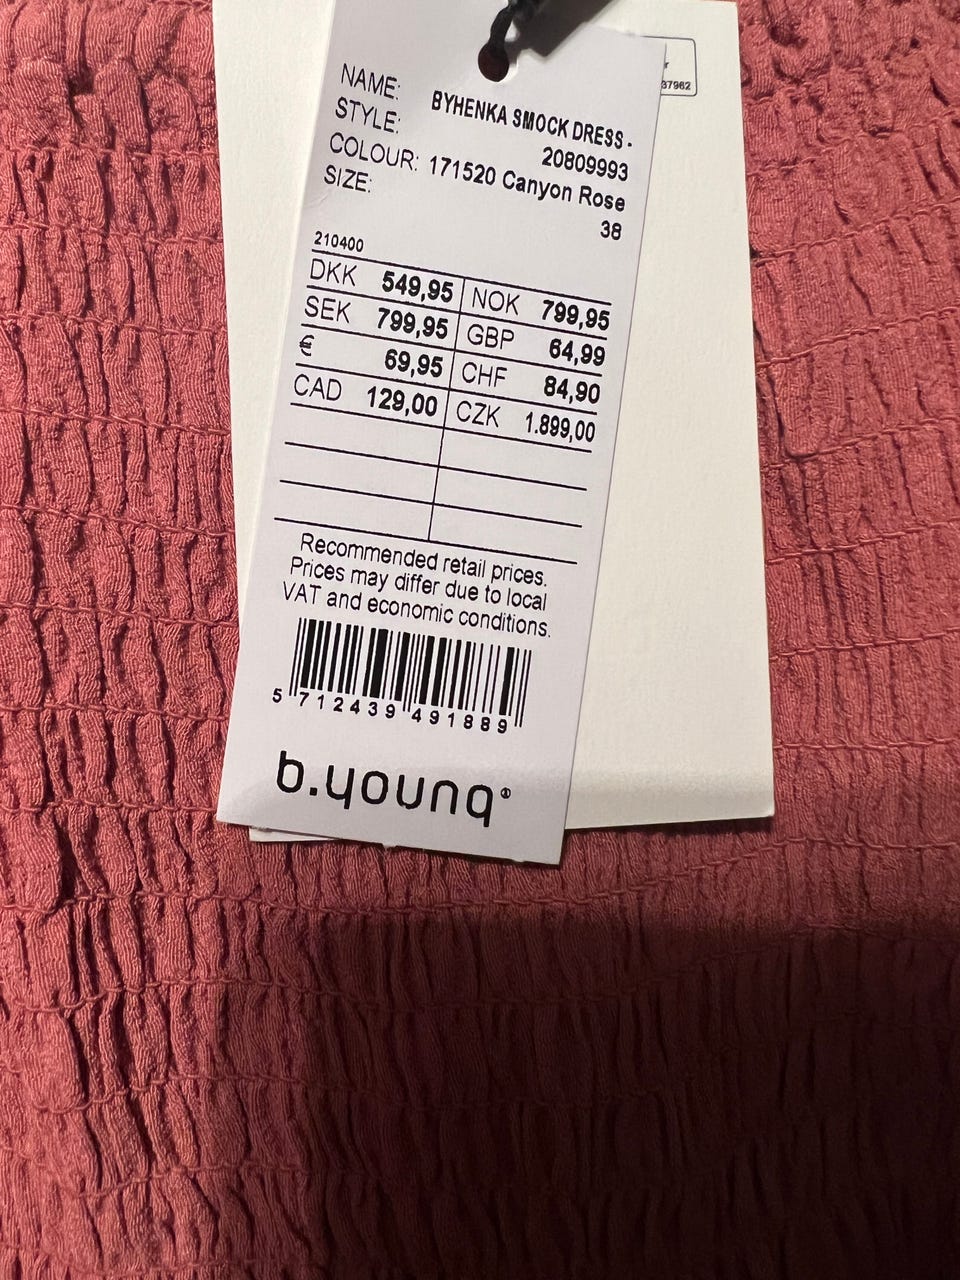 NAME: BYHENKA SMOCK DRESS -
STYLE: 20809993
COLOUR: 171520 Canyon Rose
SIZE: 38
210400
DKK 549,95 NOK 799,95
SEK 799,95 GBP 64,99
€ 69,95 CHF 84,90
CAD 129,00 CZK 1.899,00
Recommended retail prices.
Prices may differ due to local
VAT and economic conditions.
5 712439 491889
b.young®
37962